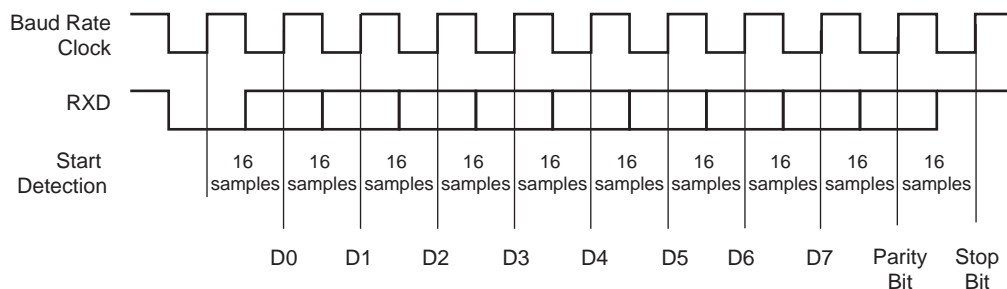 Baud Rate
Clock
RXD
Start
Detection
16 16 16 16 16 16 16 16 16 16
samples samples samples samples samples samples samples samples samples samples
D0 D1 D2 D3 D4 D5 D6 D7 Parity Stop
Bit Bit